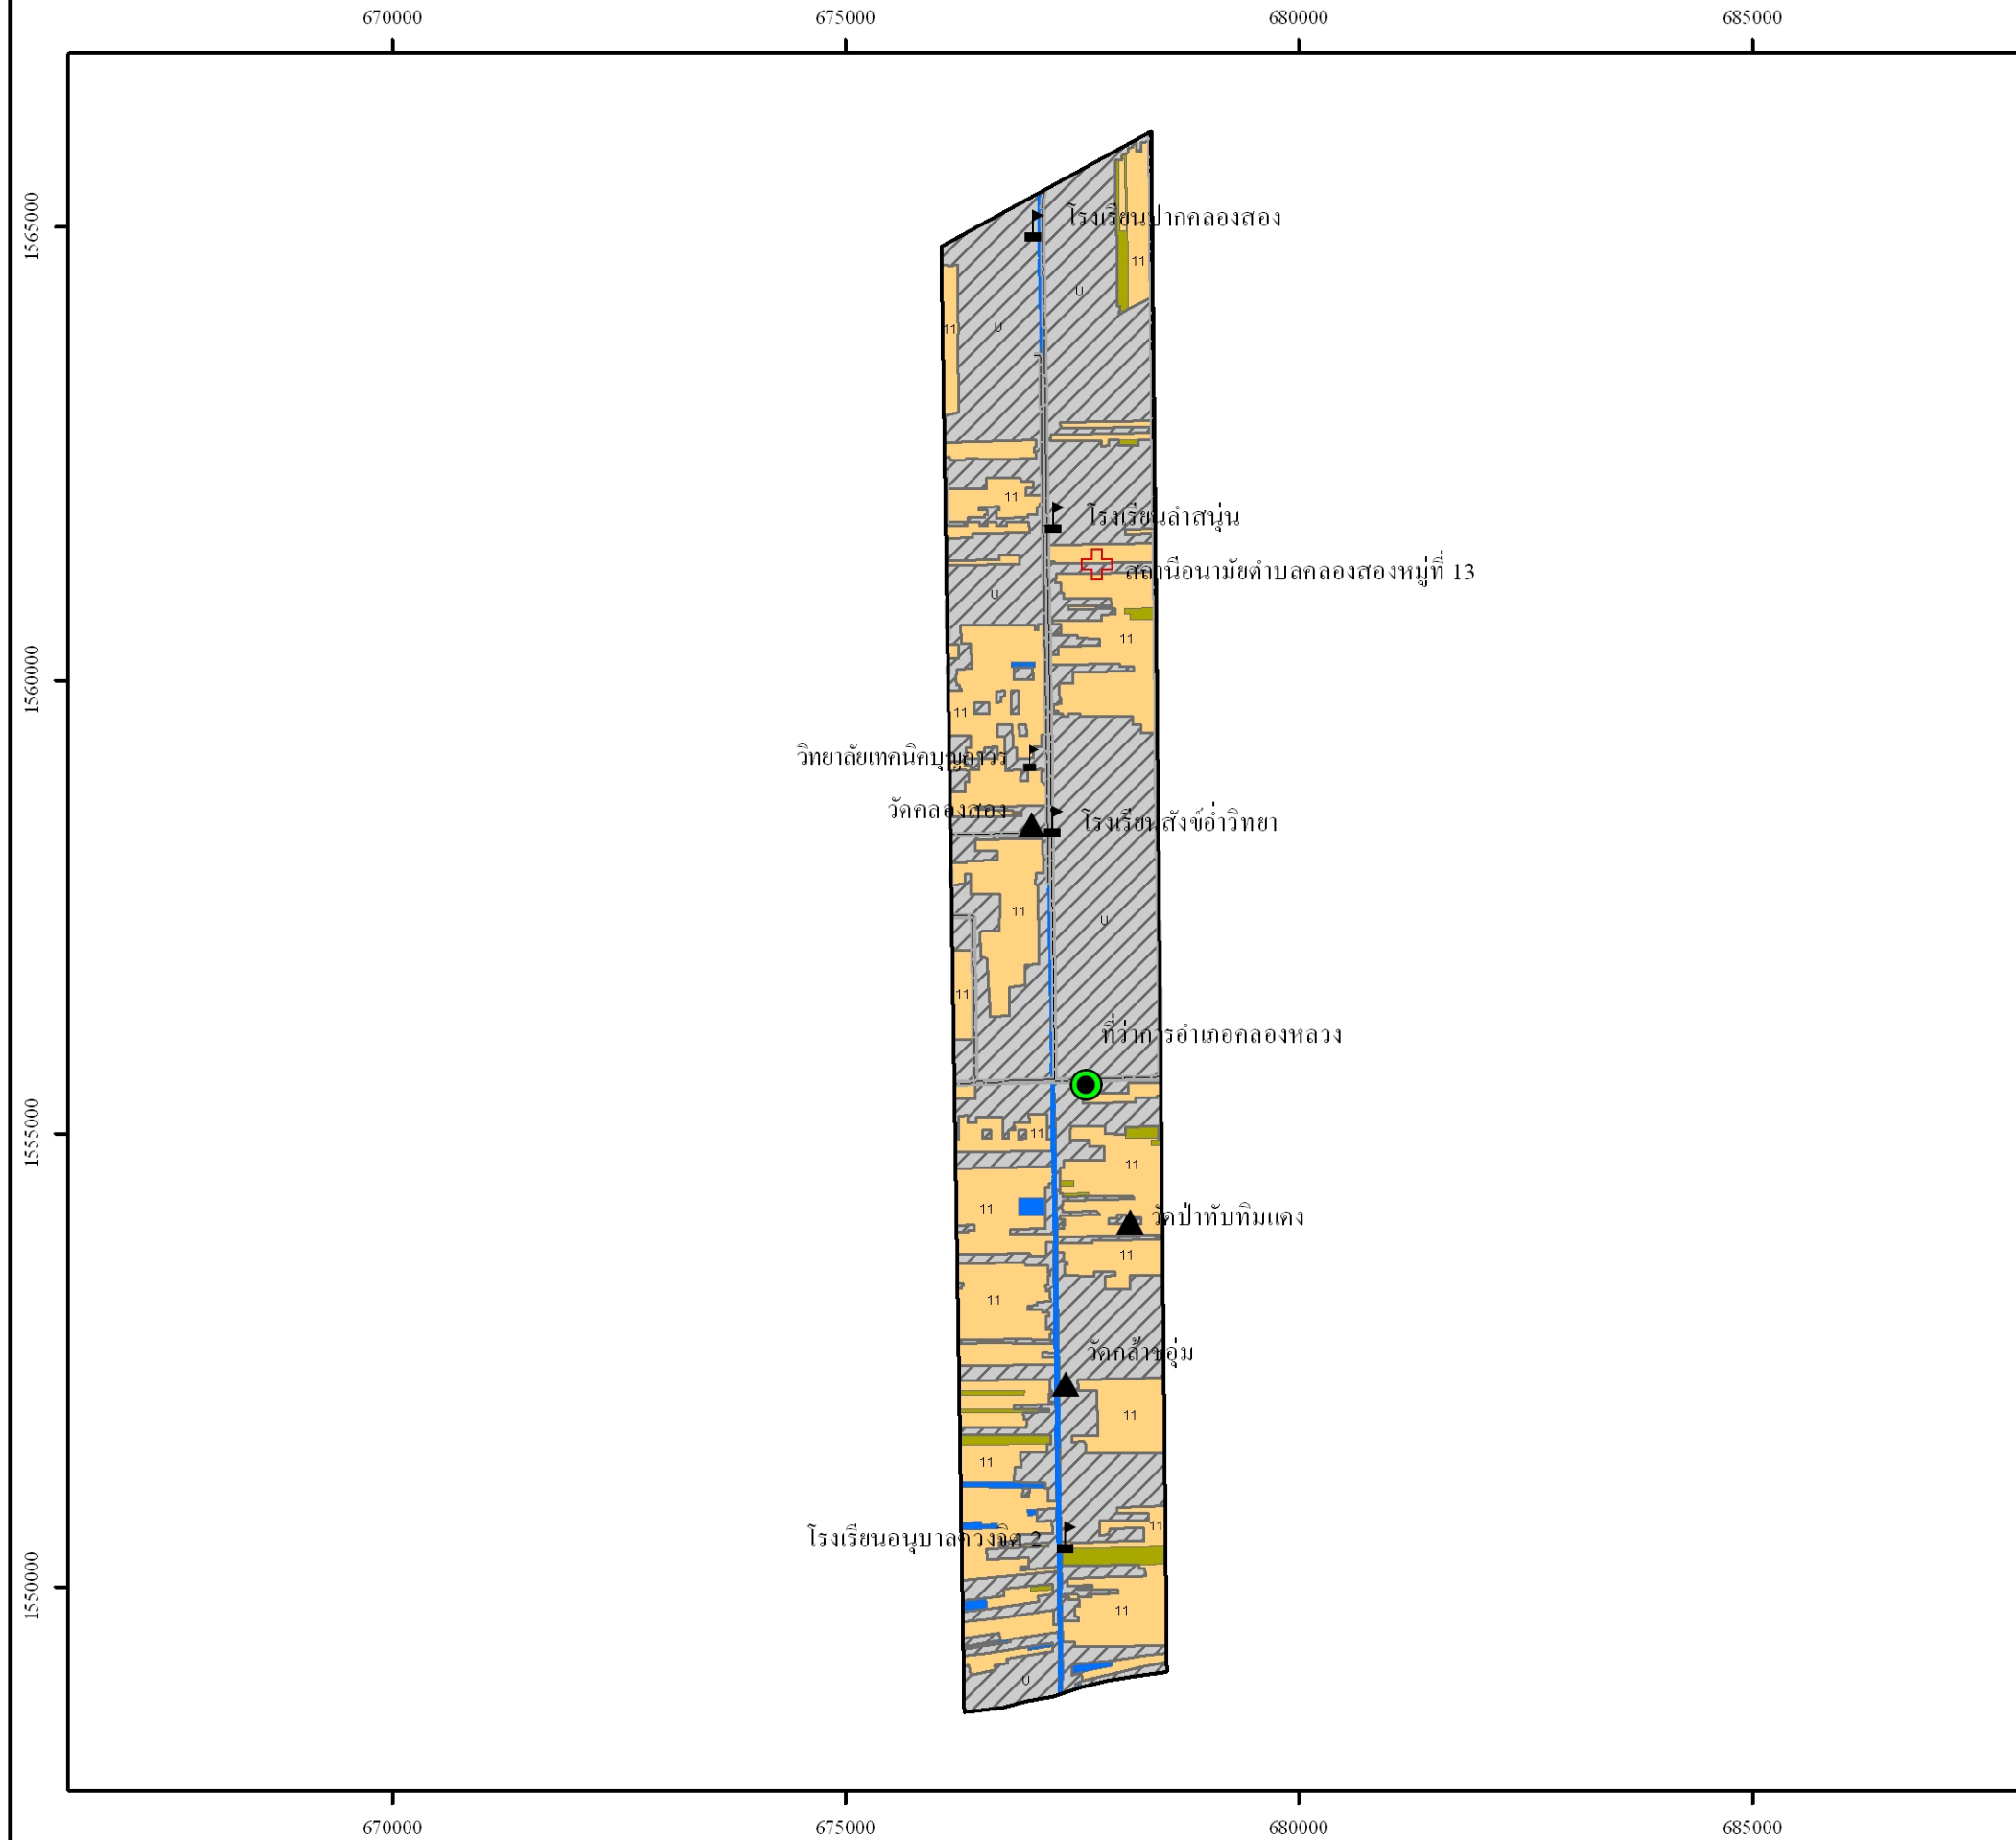 670000 675000 680000 685000
1565000
โรงเรียนปากคลองสอง
11
U
11
U
11
โรงเรียนลำสนุ่น
สถานีอนามัยตำบลคลองสองหมู่ที่ 13
U
11
1560000
11
วิทยาลัยเทคนิคบุญถาวร
วัดคลองสอง
โรงเรียนสังข์อ่ำวิทยา
11
U
11
ที่ว่าการอำเภอคลองหลวง
1555000
11
11
11
วัดป่าทับทิมแดง
11
11
วัดกล้าชอุ่ม
11
11
11
โรงเรียนอนุบาลดวงจิต 2
1550000
11
U
670000 675000 680000 685000